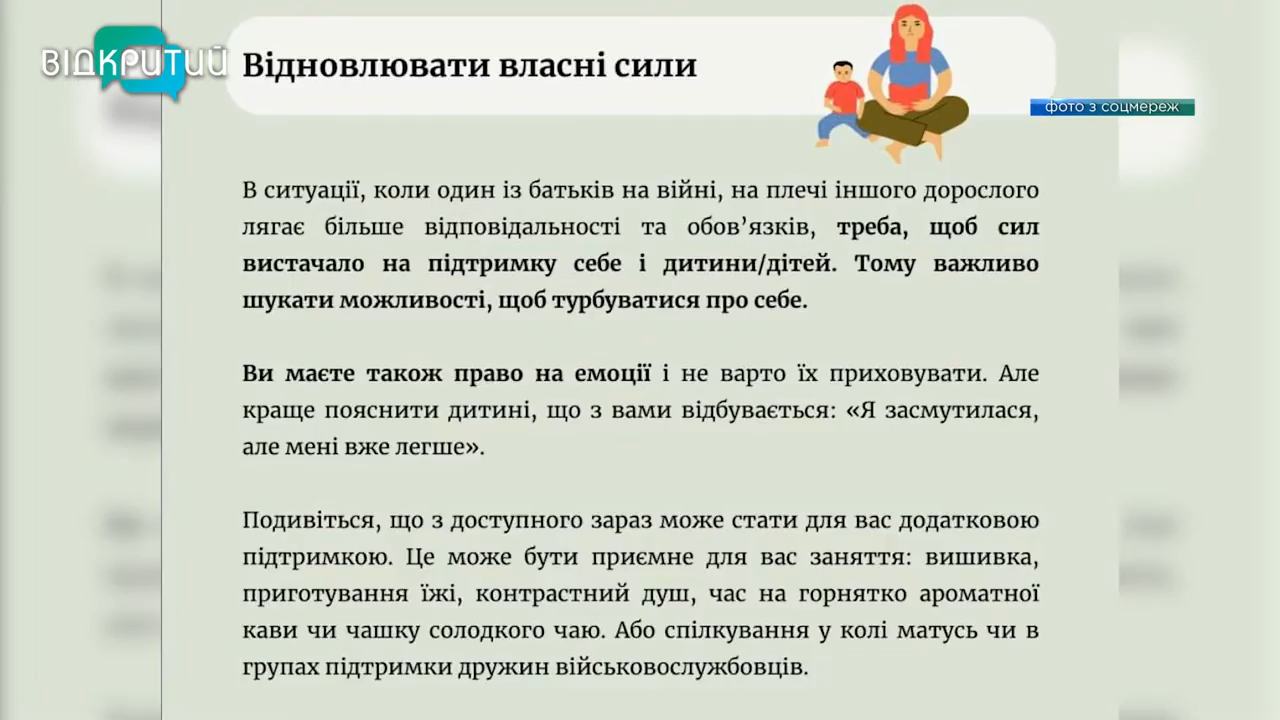 ВІДКРИТИЙ
Відновлювати власні сили
фото з соцмереж
В ситуації, коли один із батьків на війні, на плечі іншого дорослого
лягає більше відповідальності та обов’язків, треба, щоб сил
вистачало на підтримку себе і дитини/дітей. Тому важливо
шукати можливості, щоб турбуватися про себе.
Ви маєте також право на емоції і не варто їх приховувати. Але
краще пояснити дитині, що з вами відбувається: «Я засмутилася,
але мені вже легше».
Подивіться, що з доступного зараз може стати для вас додатковою
підтримкою. Це може бути приємне для вас заняття: вишивка,
приготування їжі, контрастний душ, час на горнятко ароматної
кави чи чашку солодкого чаю. Або спілкування у колі матусь чи в
групах підтримки дружин військовослужбовців.